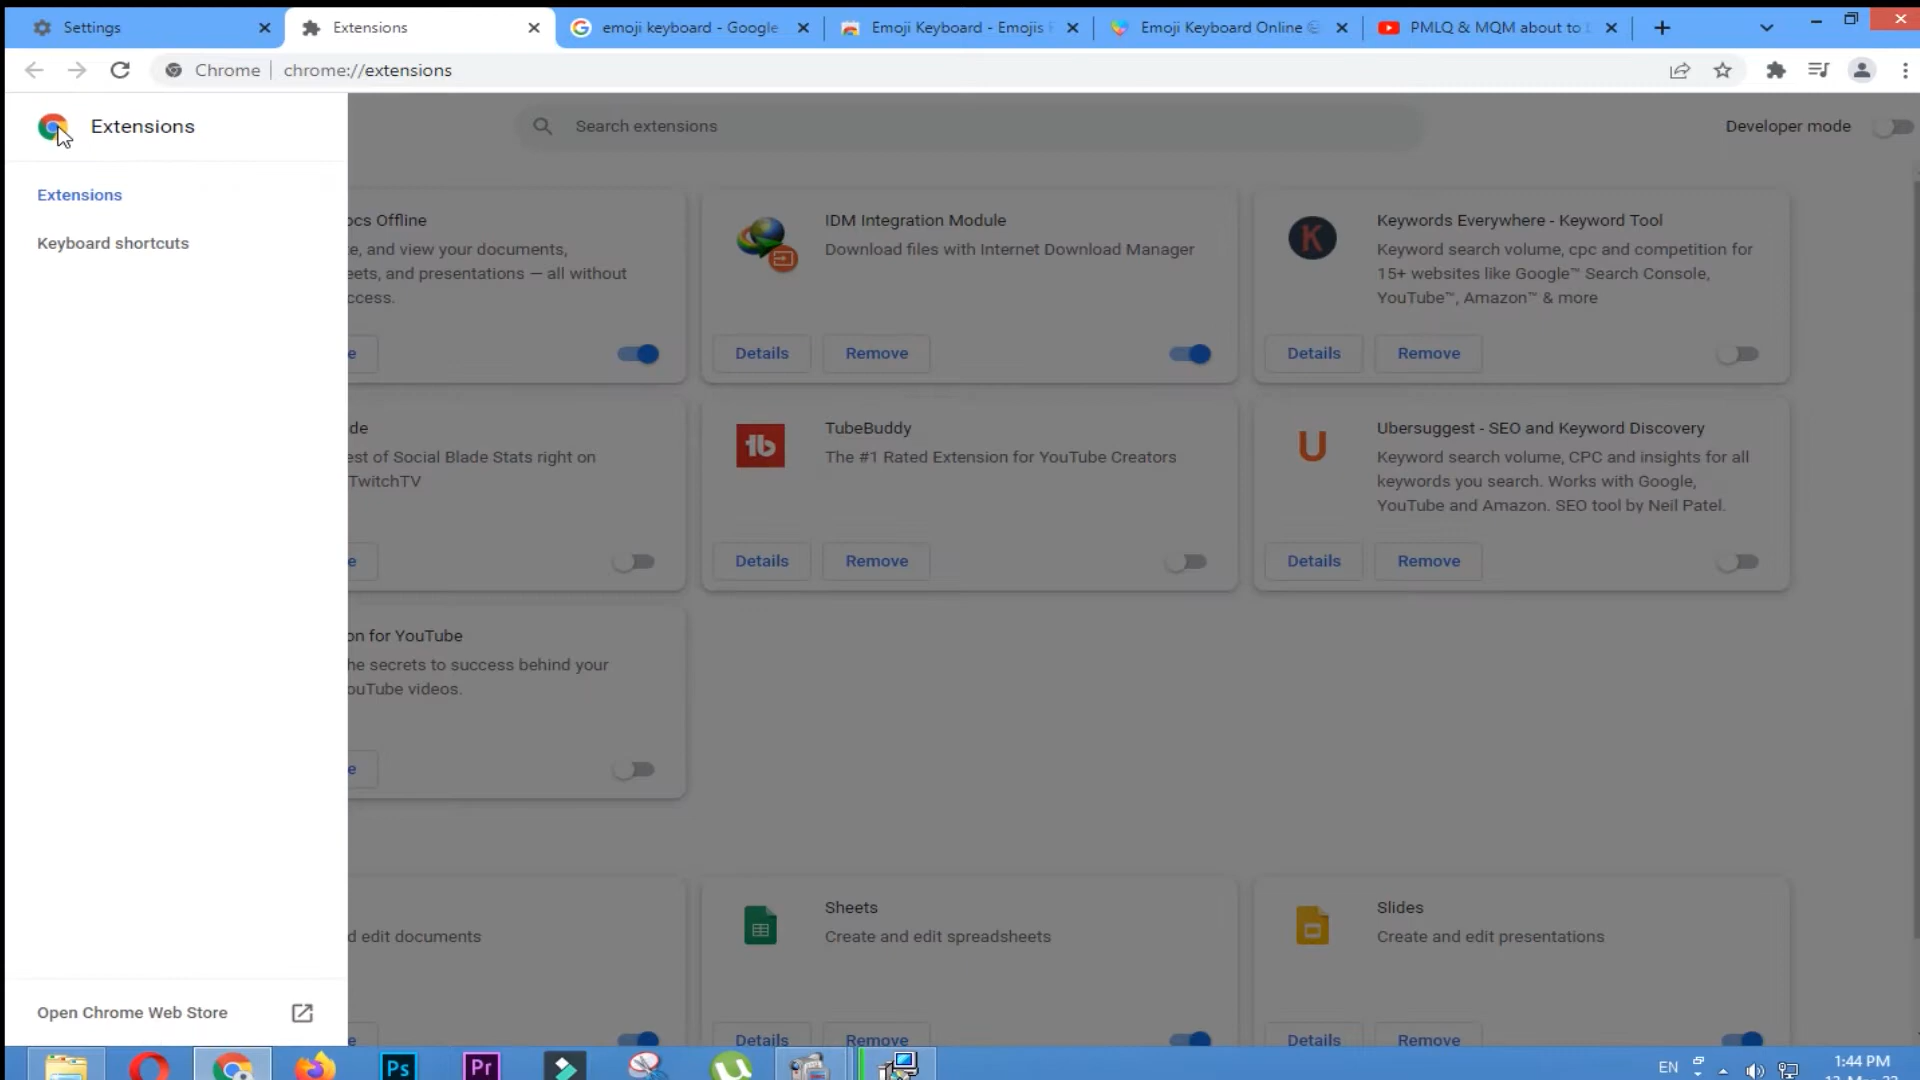 Settings
Extensions
emoji keyboard - Google
Emoji Keyboard - Emojis
Emoji Keyboard Online
PMLQ & MQM about to
Chrome
chrome://extensions
Extensions
Search extensions
Developer mode
Extensions
Keyboard shortcuts
ocs Offline
te, and view your documents,
eets, and presentations — all without
ccess.
e
IDM Integration Module
Download files with Internet Download Manager
Details
Remove
Keywords Everywhere - Keyword Tool
Keyword search volume, cpc and competition for
15+ websites like Google™ Search Console,
YouTube™, Amazon™ & more
Details
Remove
de
est of Social Blade Stats right on
TwitchTV
e
TubeBuddy
The #1 Rated Extension for YouTube Creators
Details
Remove
Ubersuggest - SEO and Keyword Discovery
Keyword search volume, CPC and insights for all
keywords you search. Works with Google,
YouTube and Amazon. SEO tool by Neil Patel.
Details
Remove
on for YouTube
he secrets to success behind your
ouTube videos.
e
d edit documents
e
Sheets
Create and edit spreadsheets
Details
Remove
Slides
Create and edit presentations
Details
Remove
Open Chrome Web Store
Ps
Pr
EN
1:44 PM